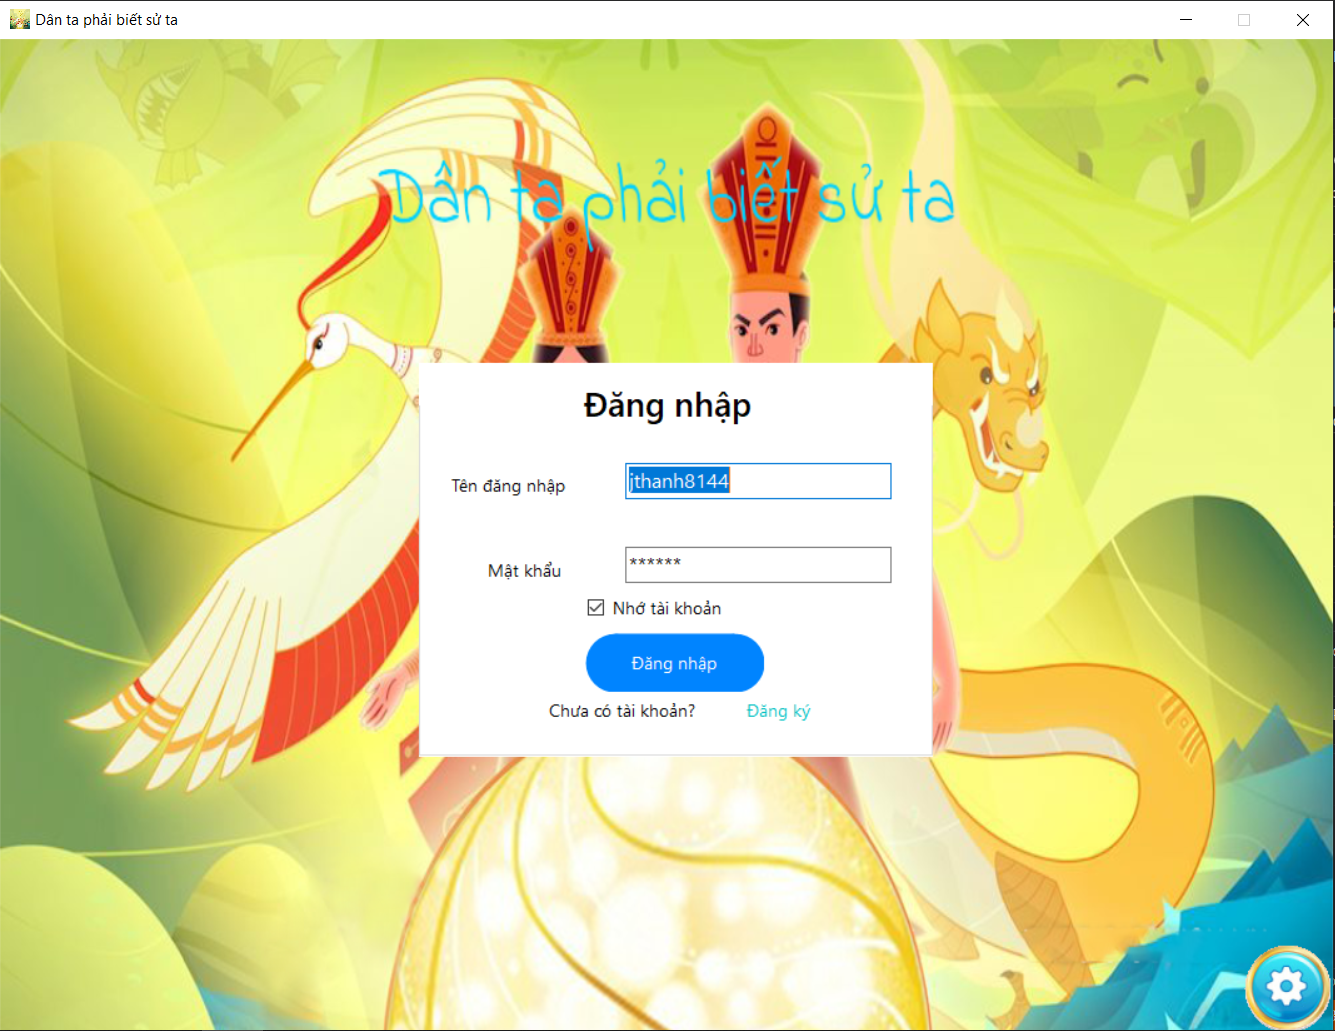 Dân ta phải biết sử ta
Dân ta phải biết sử ta
Đăng nhập
Tên đăng nhập
jthanh8144
Mật khẩu
******
Nhớ tài khoản
Đăng nhập
Chưa có tài khoản? Đăng ký